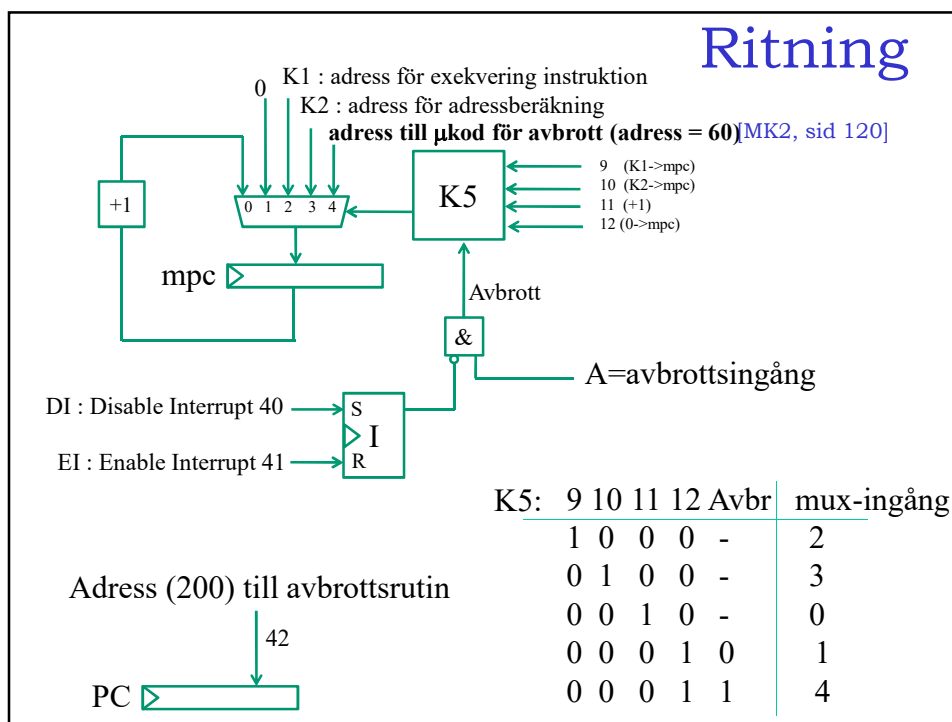 Ritning
K1 : adress för exekvering instruktion
0
K2 : adress för adressberäkning
adress till µkod för avbrott (adress = 60)[MK2, sid 120]
9 (K1->mpc)
10 (K2->mpc)
11 (+1)
12 (0->mpc)
K5
+1
0 1 2 3 4
mpc
Avbrott
&
A=avbrottsingång
DI : Disable Interrupt 40
S
I
EI : Enable Interrupt 41
R
K5: 9 10 11 12 Avbr mux-ingång
1 0 0 0 - 2
0 1 0 0 - 3
0 0 1 0 - 0
0 0 0 1 0 1
0 0 0 1 1 4
Adress (200) till avbrottsrutin
42
PC